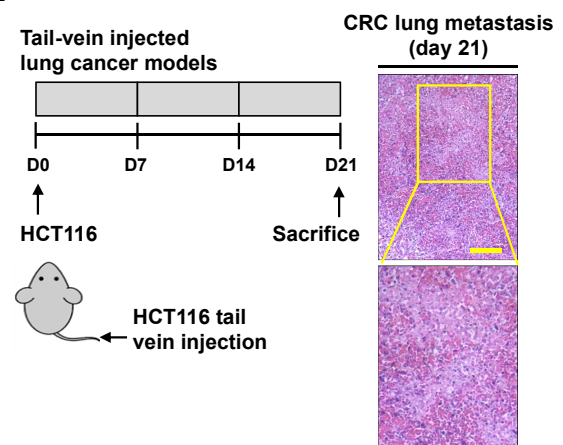 Tail-vein injected
lung cancer models
D0 D7 D14 D21
HCT116
Sacrifice
HCT116 tail
vein injection
CRC lung metastasis
(day 21)